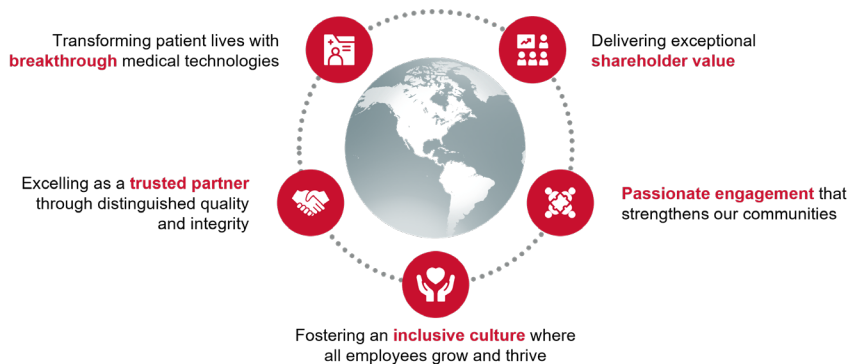 Transforming patient lives with
breakthrough medical technologies
Delivering exceptional
shareholder value
Excelling as a trusted partner
through distinguished quality
and integrity
Passionate engagement that
strengthens our communities
Fostering an inclusive culture where
all employees grow and thrive